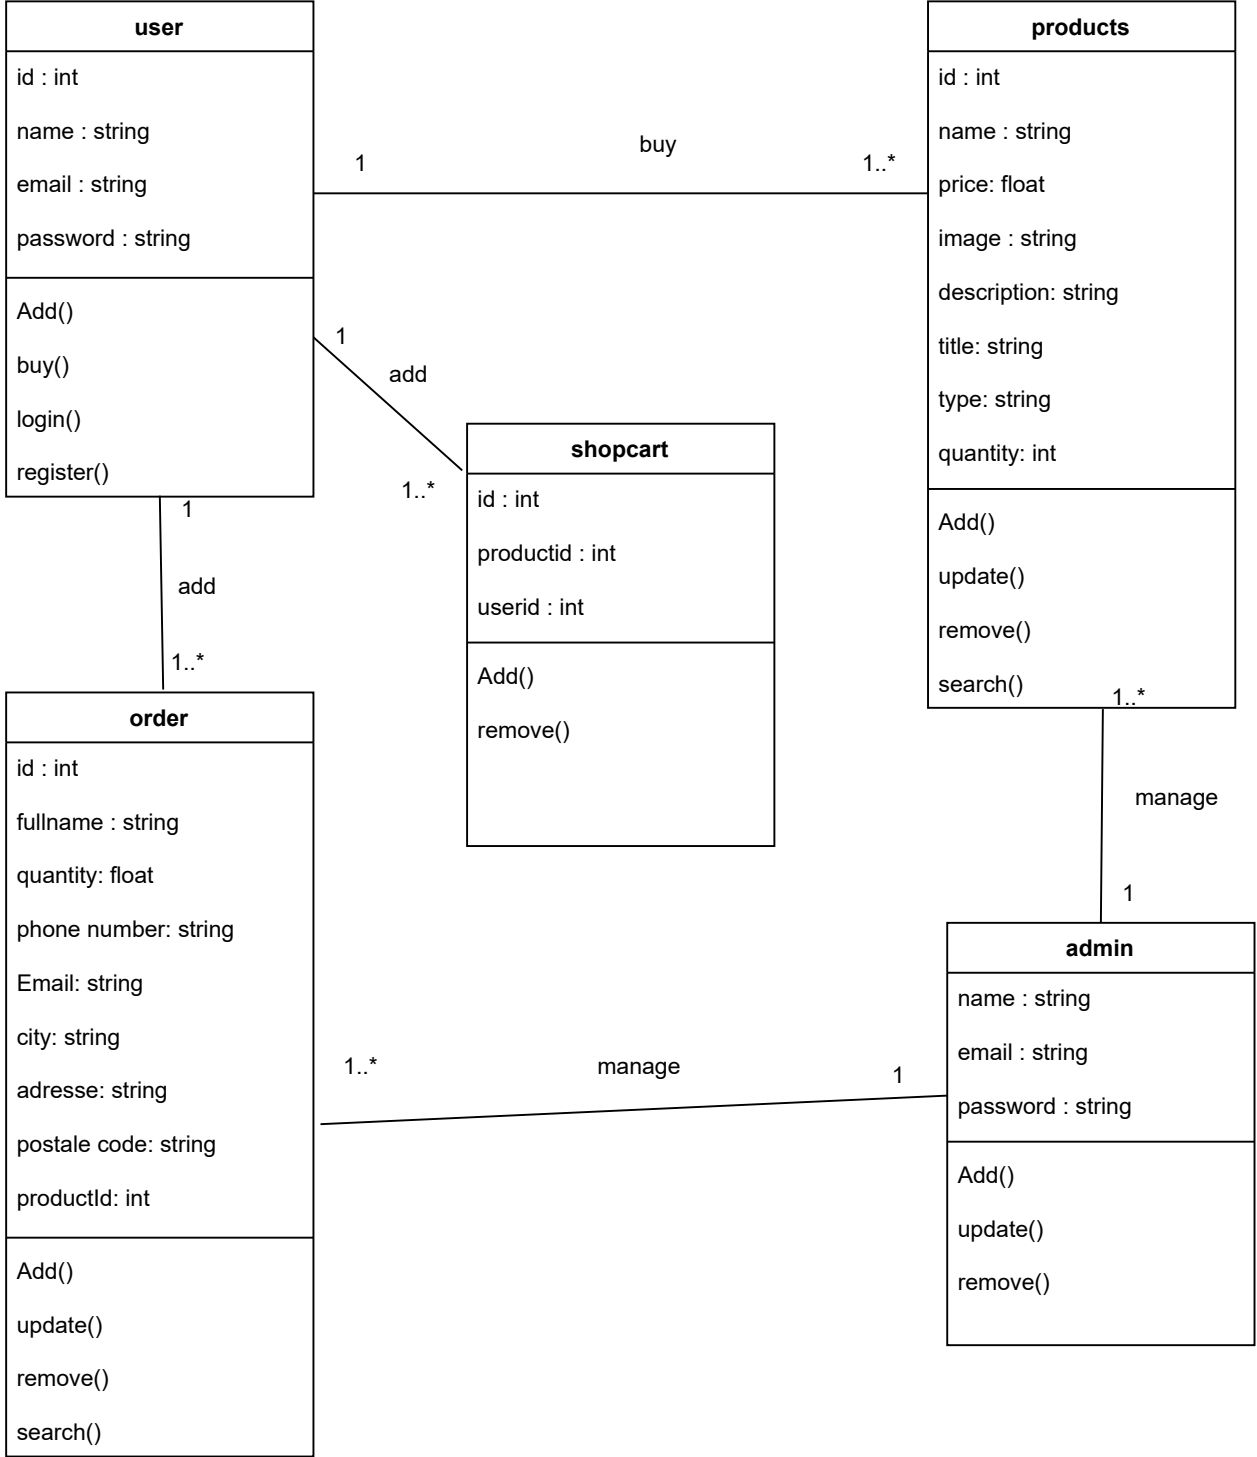 user
id : int
name : string
email : string
password : string
Add()
buy()
login()
register()
1
buy
1..*
products
id : int
name : string
price: float
image : string
description: string
title: string
type: string
quantity: int
Add()
update()
remove()
search()
1
add
1..*
shopcart
id : int
productid : int
userid : int
Add()
remove()
1
add
1..*
order
id : int
fullname : string
quantity: float
phone number: string
Email: string
city: string
adresse: string
postale code: string
productId: int
Add()
update()
remove()
search()
1..*
manage
1
1..*
manage
1
admin
name : string
email : string
password : string
Add()
update()
remove()